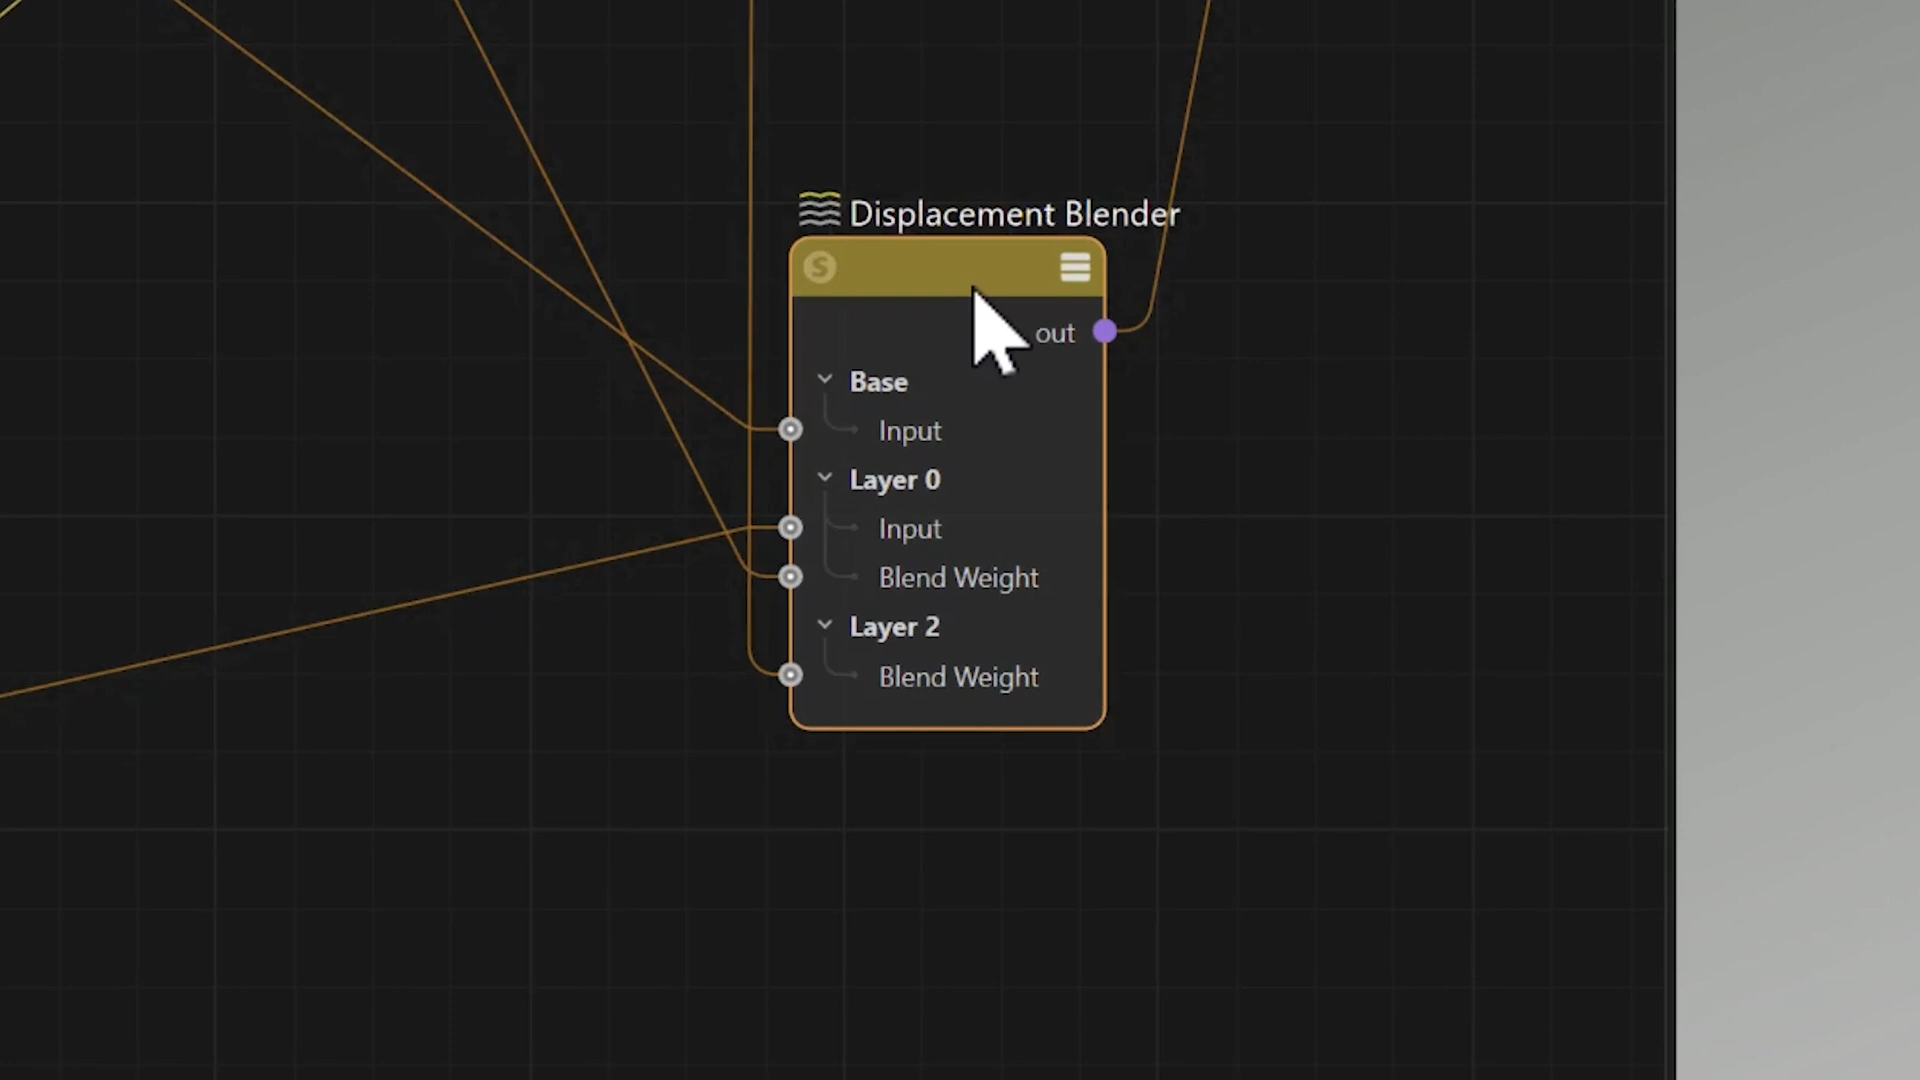 Displacement Blender
S
out
Base
Input
Layer 0
Input
Blend Weight
Layer 2
Blend Weight